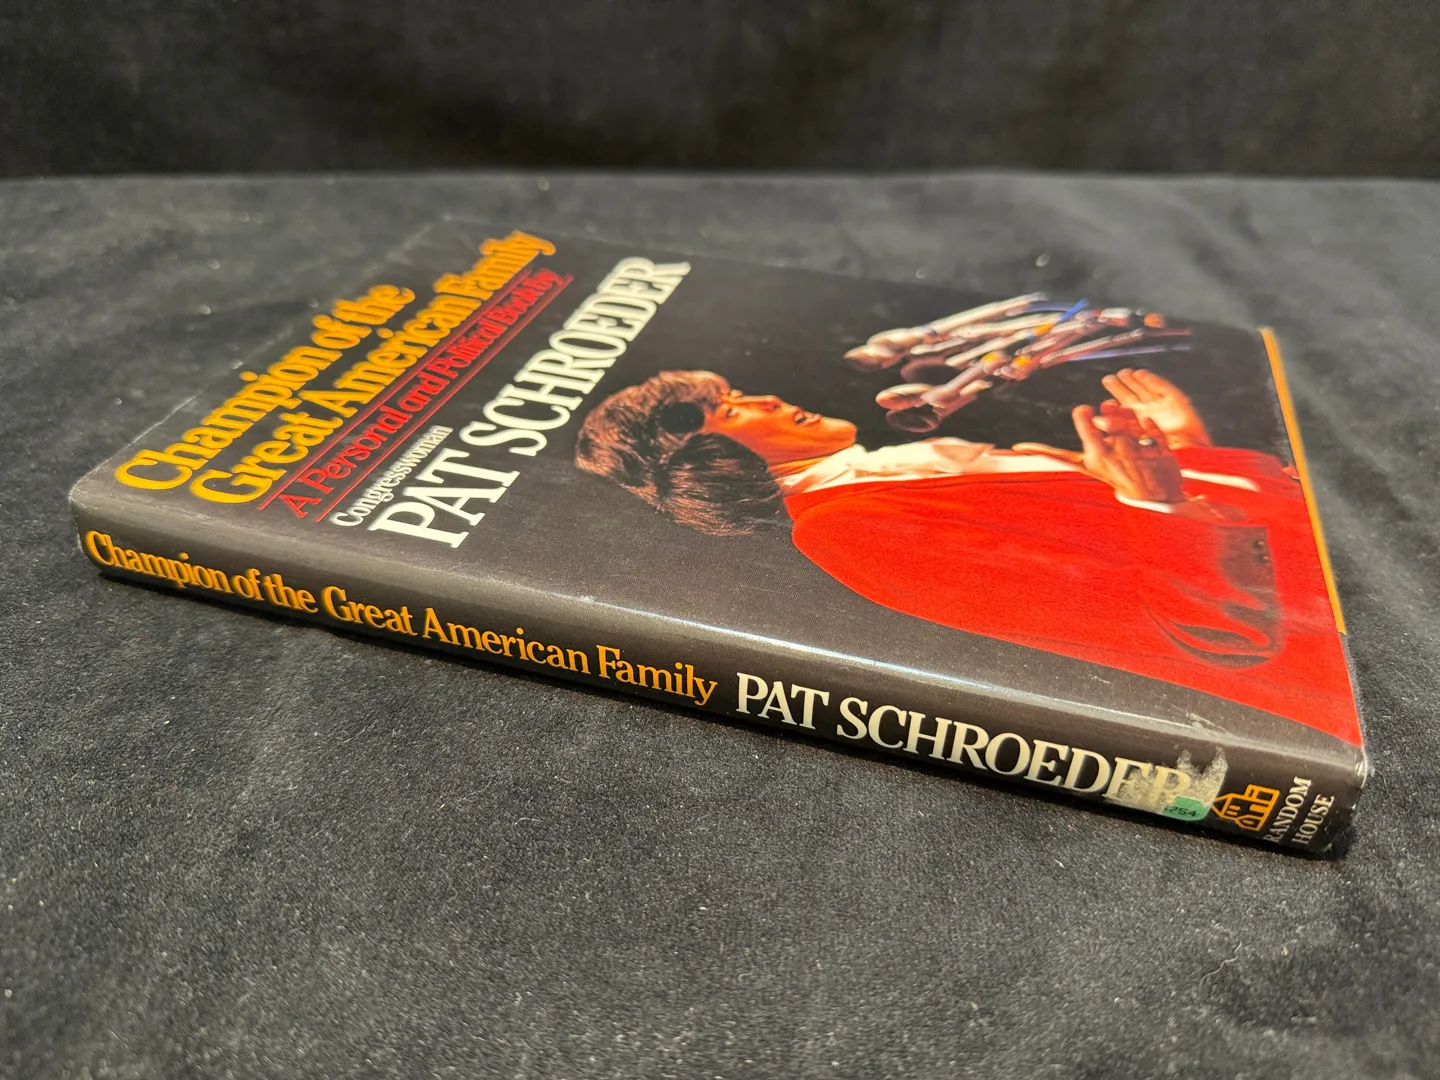 Champion of the
Great American Family
A Personal and Political Book by
Congresswoman
PAT SCHROEDER
Champion of the Great American Family PAT SCHROEDER
254
RANDOM
HOUSE